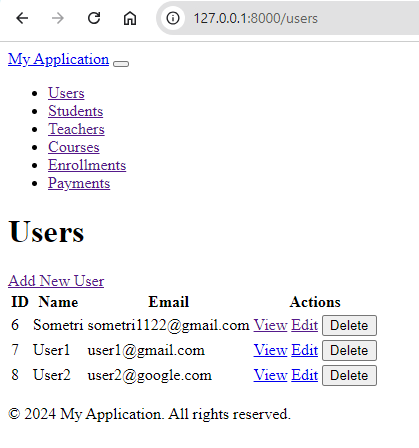 127.0.0.1:8000/users
My Application
Users
Students
Teachers
Courses
Enrollments
Payments
Users
Add New User
ID Name Email Actions
6 Sometri sometri1122@gmail.com View Edit Delete
7 User1 user1@gmail.com View Edit Delete
8 User2 user2@google.com View Edit Delete
© 2024 My Application. All rights reserved.